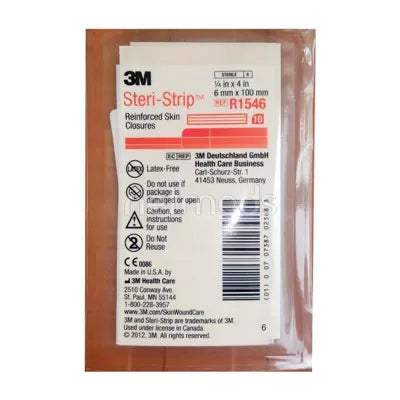 STERILE R
3M
¼ in x 4 in
6 mm x 100 mm
Steri-Strip™
REF R1546
Reinforced Skin
Closures
10
EC REP
3M Deutschland GmbH
Health Care Business
Carl-Schurz-Str. 1
41453 Neuss, Germany
Latex-Free
Do not use if
package is
damaged or open
Caution, see
instructions
for use
Do Not
Reuse
CE 0086
Made in U.S.A. by
3M Health Care
2510 Conway Ave.
St. Paul, MN 55144
1-800-228-3957
www.3M.com/SkinWoundCare
3M and Steri-Strip are trademarks of 3M.
Used under license in Canada.
© 2012, 3M. All rights reserved.
6